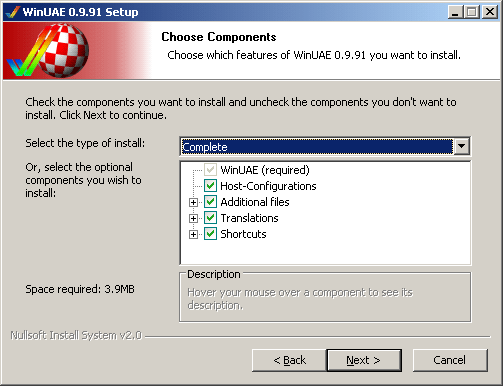 WinUAE 0.9.91 Setup
Choose Components
Choose which features of WinUAE 0.9.91 you want to install.
Check the components you want to install and uncheck the components you don't want to
install. Click Next to continue.
Select the type of install:
Complete
Or, select the optional
components you wish to
install:
WinUAE (required)
Host-Configurations
Additional files
Translations
Shortcuts
Space required: 3.9MB
Description
Hover your mouse over a component to see its
description.
Nullsoft Install System v2.0
< Back
Next >
Cancel